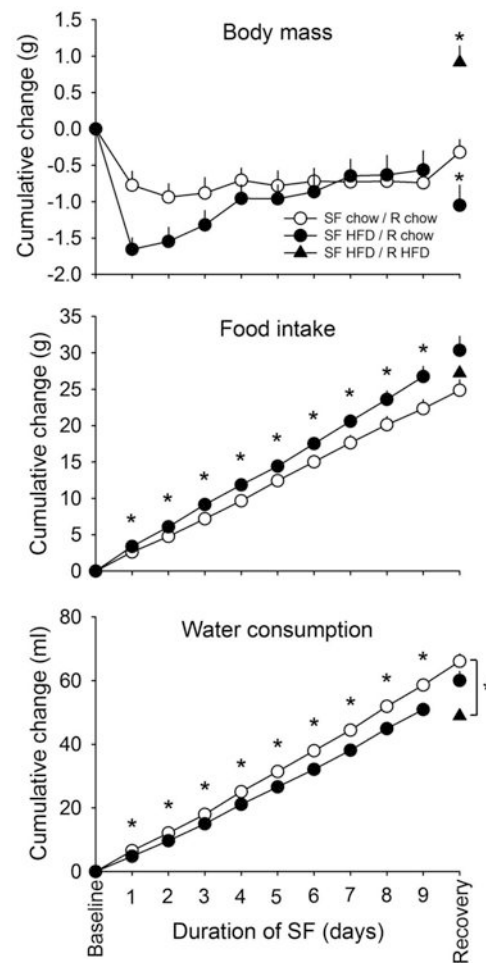 Body mass
Cumulative change (g)
1.5
1.0
0.5
0.0
-0.5
-1.0
-1.5
-2.0
*
*
SF chow / R chow
SF HFD / R chow
SF HFD / R HFD
Food intake
Cumulative change (g)
35
30
25
20
15
10
5
0
* * * * * * * * *
Water consumption
Cumulative change (ml)
80
60
40
20
0
* * * * * * * * *
*
Baseline 1 2 3 4 5 6 7 8 9 Recovery
Duration of SF (days)